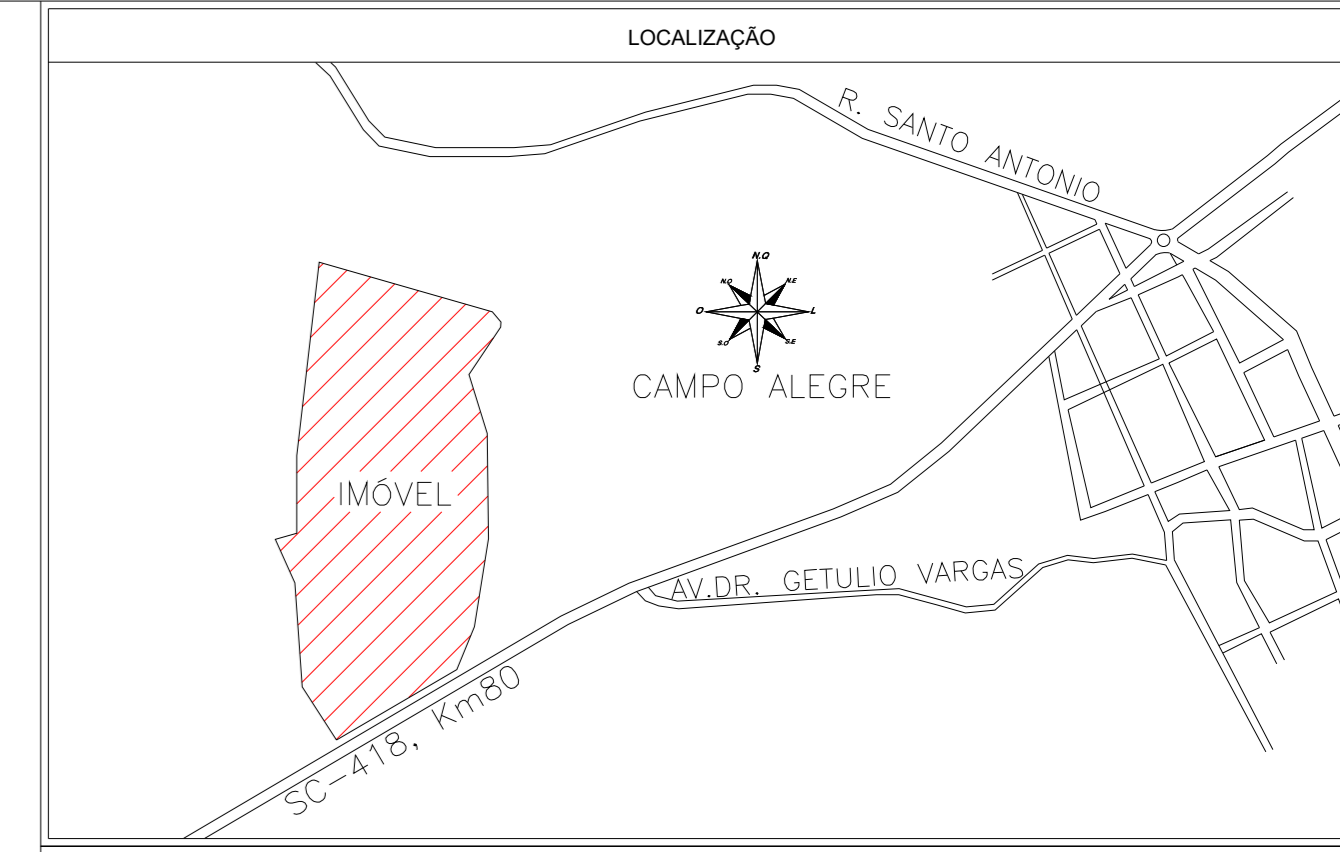 LOCALIZAÇÃO
R. SANTO ANTONIO
N.Q
N.O
N.E
O
L
S.O
S.E
S
CAMPO ALEGRE
IMÓVEL
AV.DR. GETULIO VARGAS
SC-418, Km80